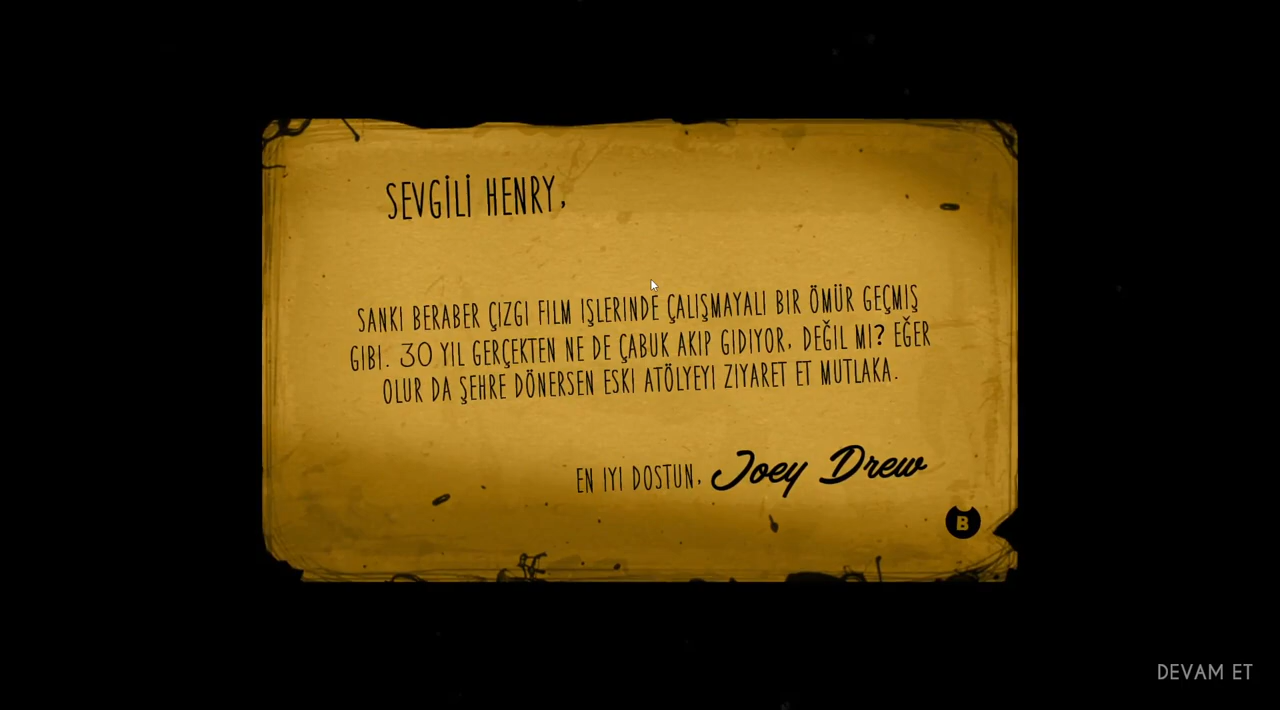 SEVGİLİ HENRY,
SANKI BERABER ÇIZGI FILM IŞLERINDE ÇALIŞMAYALI BIR ÖMÜR GEÇMIŞ
GIBI. 30 YIL GERÇEKTEN NE DE ÇABUK AKIP GIDIYOR, DEĞIL MI? EĞER
OLUR DA ŞEHRE DÖNERSEN ESKI ATÖLYEYI ZIYARET ET MUTLAKA.
EN IYI DOSTUN, Joey Drew
B
DEVAM ET